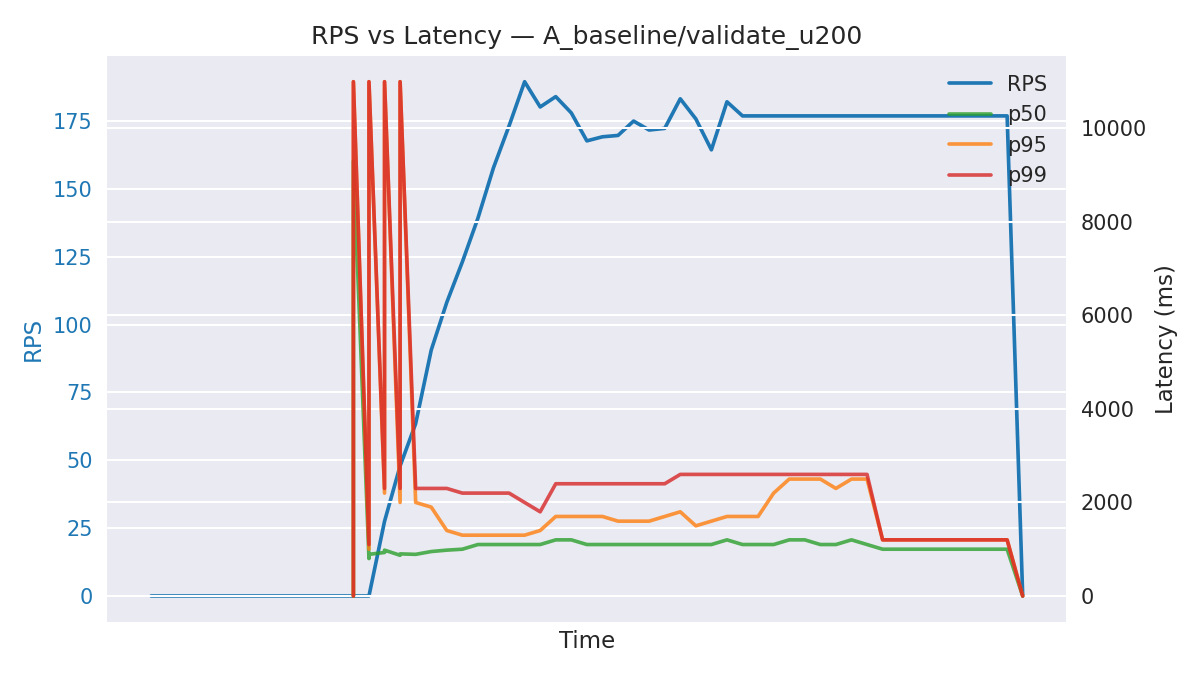 RPS vs Latency — A_baseline/validate_u200
RPS
p50
p95
p99
175
150
125
100
75
50
25
0
RPS
10000
8000
6000
4000
2000
0
Latency (ms)
Time